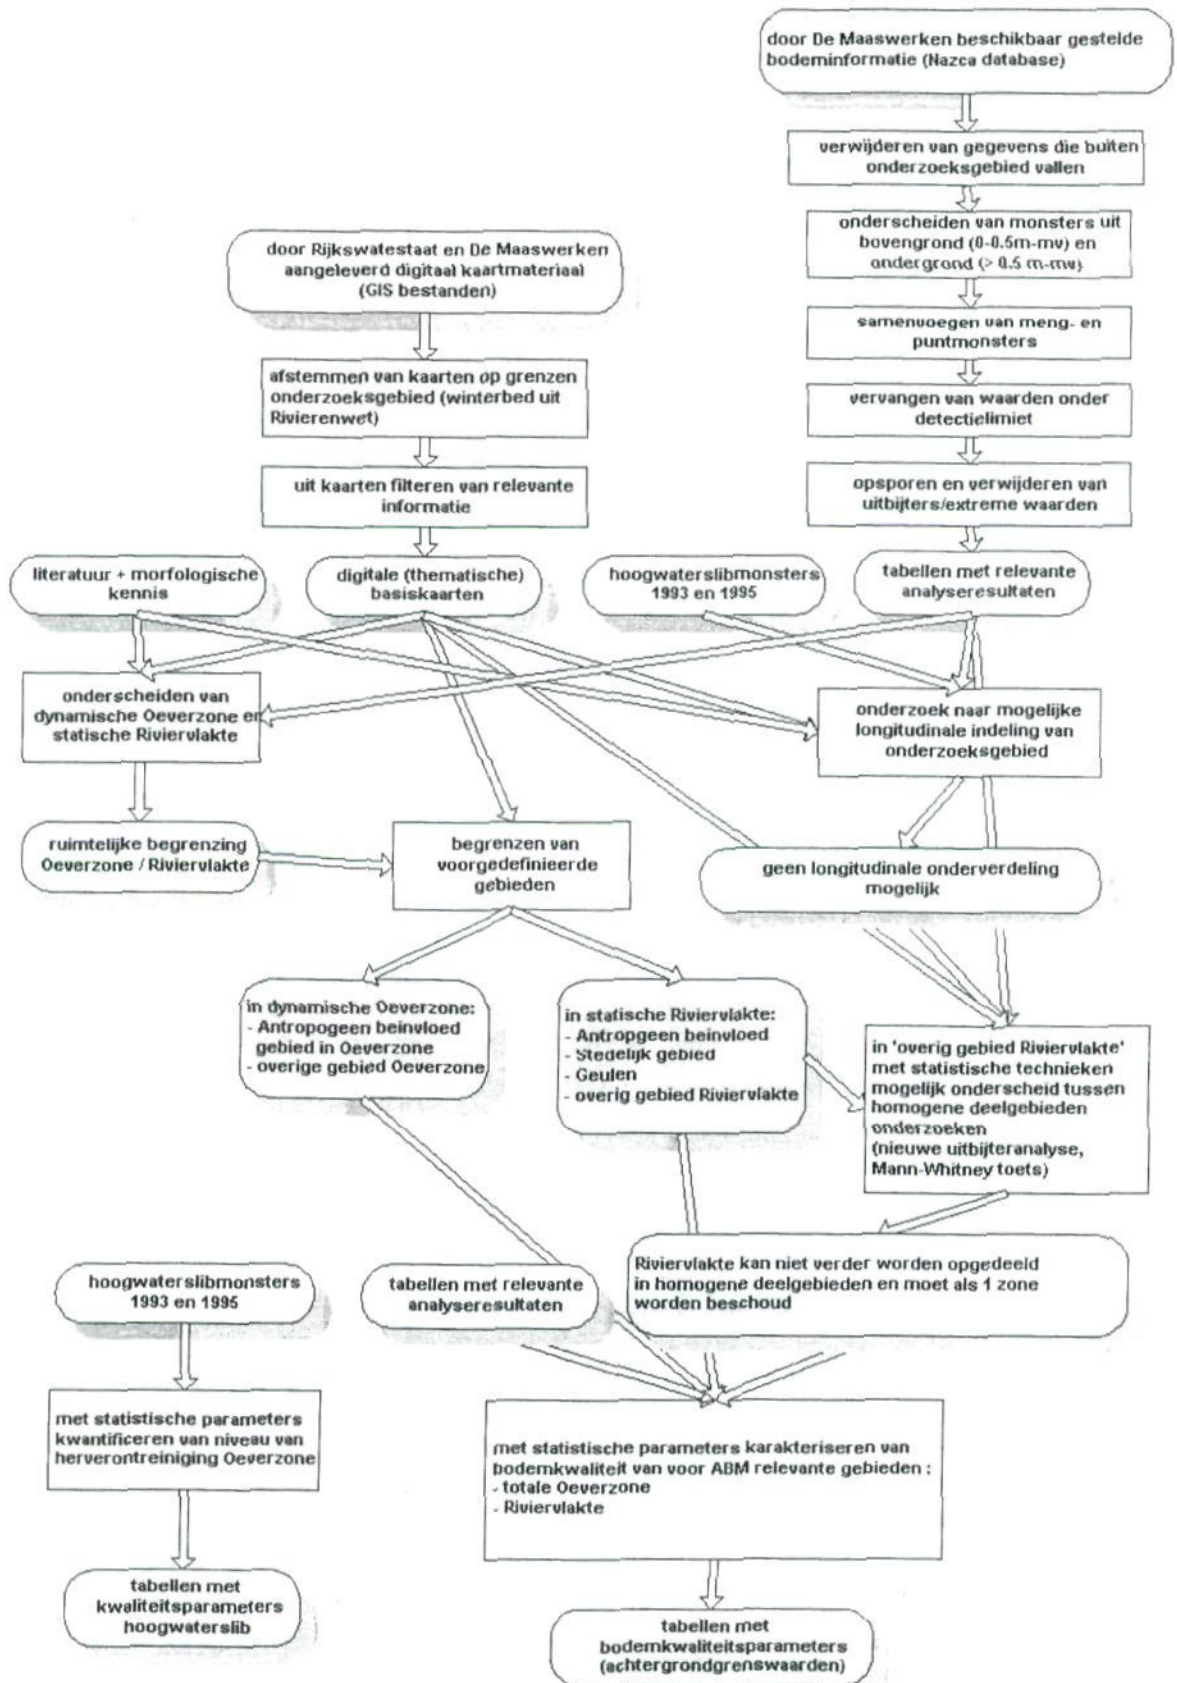 door De Maaswerken beschikbaar gestelde
bodeminformatie (Nazca database)
verwijderen van gegevens die buiten
onderzoeksgebied vallen
onderscheiden van monsters uit
bovengrond (0-0.5m-mv) en
ondergrond (> 0.5 m-mv)
samenvoegen van meng- en
puntmonsters
vervangen van waarden onder
detectielimiet
opsporen en verwijderen van
uitbijters/extreme waarden
door Rijkswatestaat en De Maaswerken
aangeleverd digitaal kaartmateriaal
(GIS bestanden)
afstemmen van kaarten op grenzen
onderzoeksgebied (winterbed uit
Rivierenwet)
uit kaarten filteren van relevante
informatie
literatuur + morfologische
kennis
digitale (thematische)
basiskaarten
hoogwaterslibmonsters
1993 en 1995
tabellen met relevante
analyseresultaten
onderscheiden van
dynamische Oeverzone en
statische Riviervlakte
onderzoek naar mogelijke
longitudinale indeling van
onderzoeksgebied
ruimtelijke begrenzing
Oeverzone / Riviervlakte
begrenzen van
voorgedefinieerde
gebieden
geen longitudinale onderverdeling
mogelijk
in dynamische Oeverzone:
- Antropogeen beinvloed
gebied in Oeverzone
- overige gebied Oeverzone
in statische Riviervlakte:
- Antropgeen beinvloed
- Stedelijk gebied
- Geulen
- overig gebied Riviervlakte
in 'overig gebied Riviervlakte'
met statistische technieken
mogelijk onderscheid tussen
homogene deelgebieden
onderzoeken
(nieuwe uitbijteranalyse,
Mann-Whitney toets)
hoogwaterslibmonsters
1993 en 1995
tabellen met relevante
analyseresultaten
Riviervlakte kan niet verder worden opgedeeld
in homogene deelgebieden en moet als 1 zone
worden beschoud
met statistische parameters
kwantificeren van niveau van
herverontreiniging Oeverzone
met statistische parameters karakteriseren van
bodemkwaliteit van voor ABM relevante gebieden :
- totale Oeverzone
- Riviervlakte
tabellen met
kwaliteitsparameters
hoogwaterslib
tabellen met
bodemkwaliteitsparameters
(achtergrondgrenswaarden)